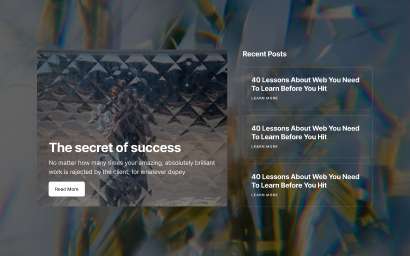 Recent Posts
The secret of success
No matter how many times your amazing, absolutely brilliant
work is rejected by the client, for whatever dopey
Read More
40 Lessons About Web You Need
To Learn Before You Hit
LEARN MORE
40 Lessons About Web You Need
To Learn Before You Hit
LEARN MORE
40 Lessons About Web You Need
To Learn Before You Hit
LEARN MORE